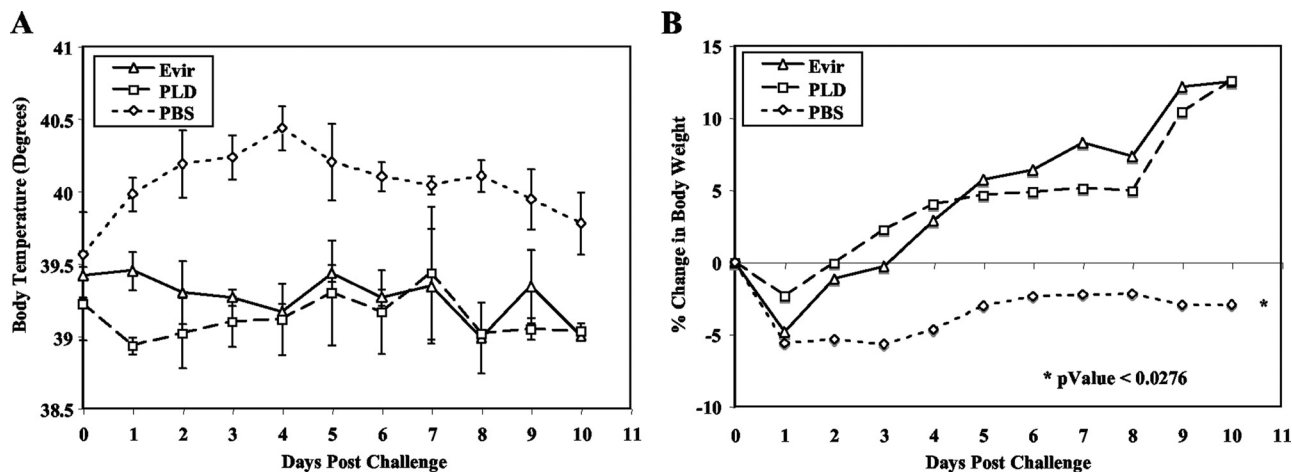 A
Body Temperature (Degrees)
41
40.5
40
39.5
39
38.5
Evir
PLD
PBS
0 1 2 3 4 5 6 7 8 9 10 11
Days Post Challenge
B
% Change in Body Weight
15
10
5
0
-5
-10
Evir
PLD
PBS
*
* pValue < 0.0276
0 1 2 3 4 5 6 7 8 9 10 11
Days Post Challenge